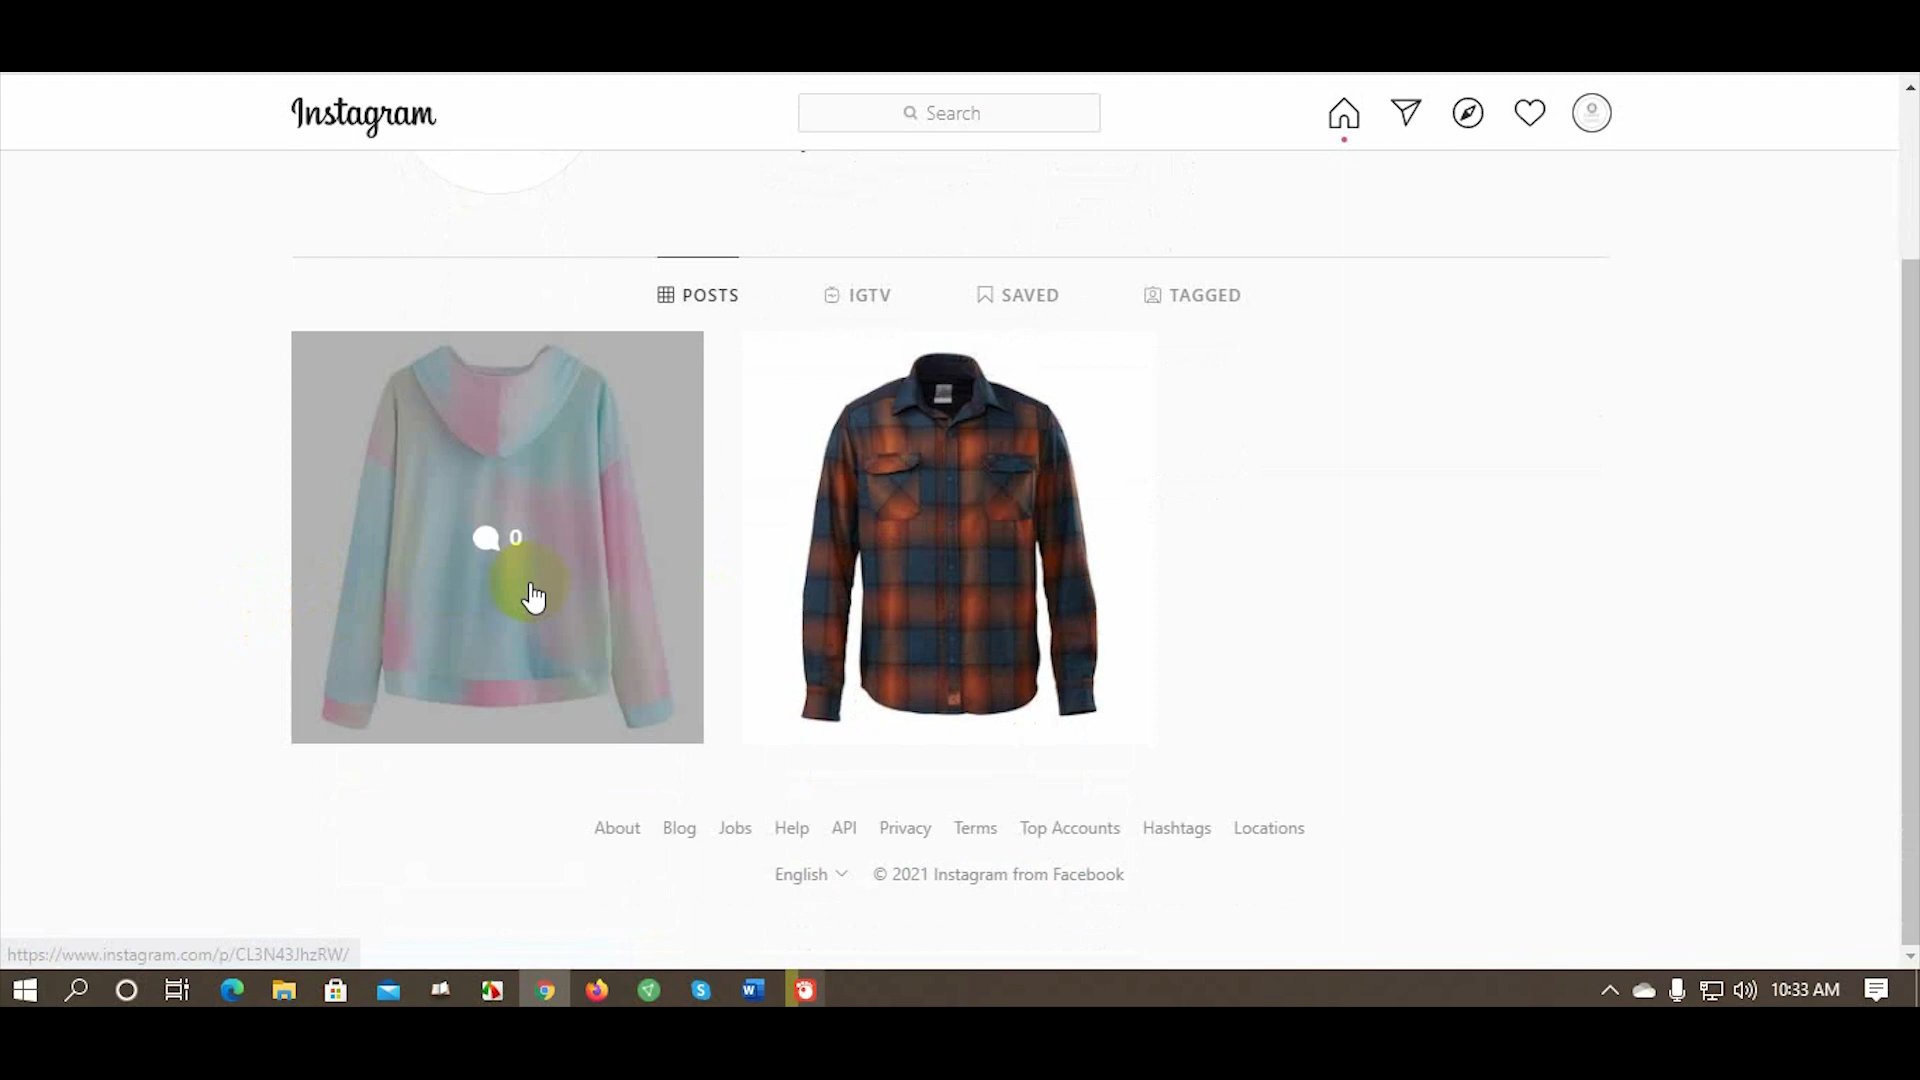 Instagram
Search
POSTS
IGTV
SAVED
TAGGED
0
About Blog Jobs Help API Privacy Terms Top Accounts Hashtags Locations
English © 2021 Instagram from Facebook
https://www.instagram.com/p/CL3N43JhzRW/
10:33 AM